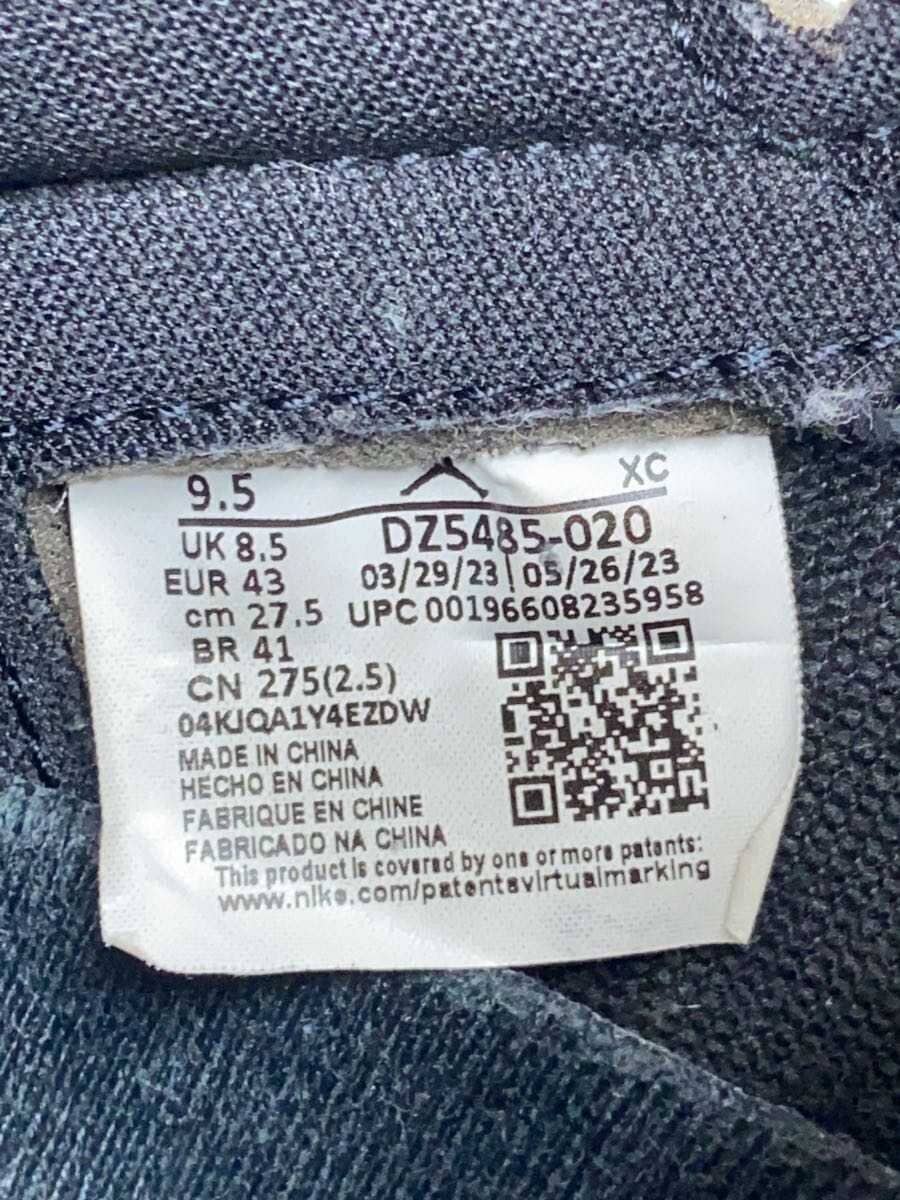 9.5
XC
UK 8.5
DZ5485-020
EUR 43
03/29/23 | 05/26/23
cm 27.5
UPC 00196608235958
BR 41
CN 275(2.5)
04KJQA1Y4EZDW
MADE IN CHINA
HECHO EN CHINA
FABRIQUE EN CHINE
FABRICADO NA CHINA
This product is covered by one or more patents:
www.nike.com/patentsvirtualmarking